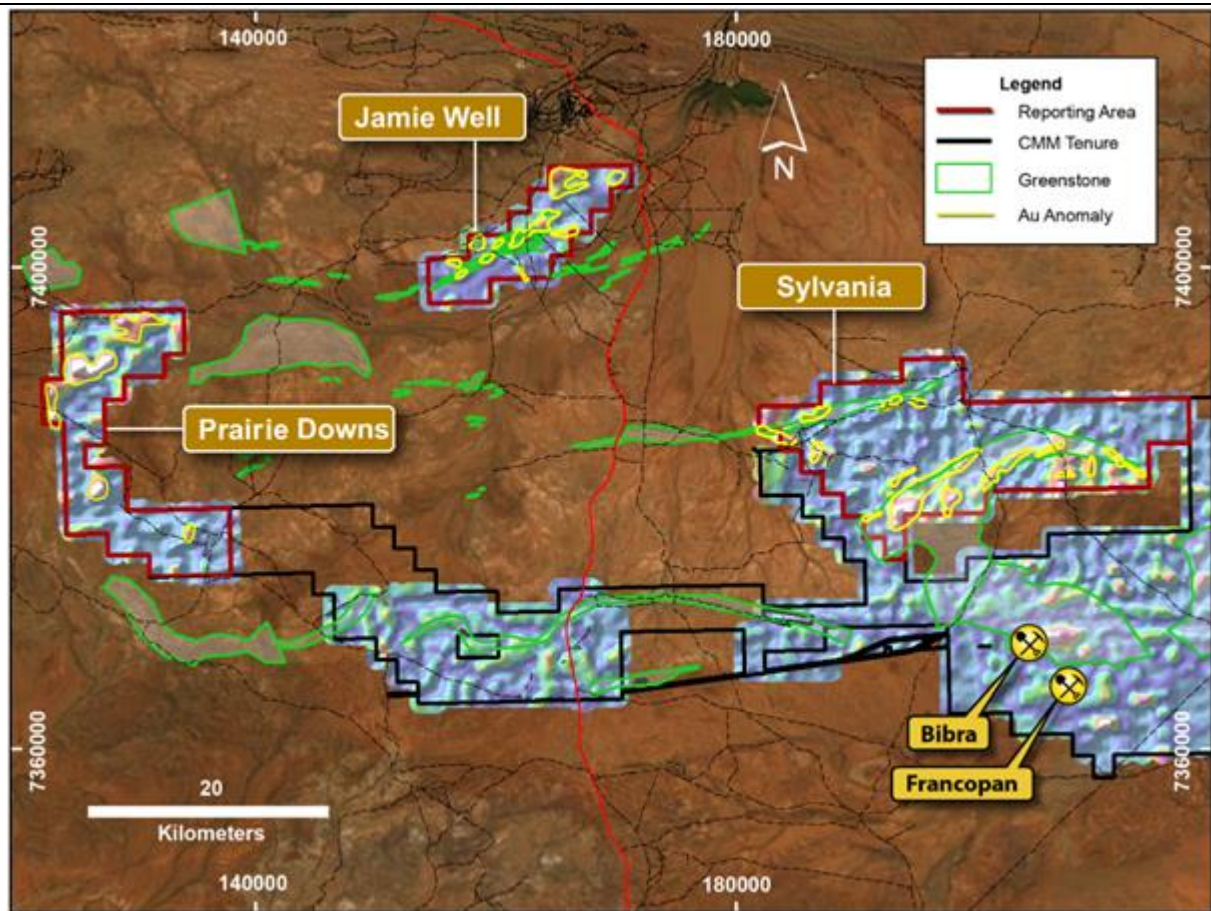 140000
180000
Legend
Reporting Area
CMM Tenure
Greenstone
Au Anomaly
Jamie Well
N
7400000
7400000
Sylvania
Prairie Downs
Bibra
Francopan
7360000
7360000
20
Kilometers
140000
180000